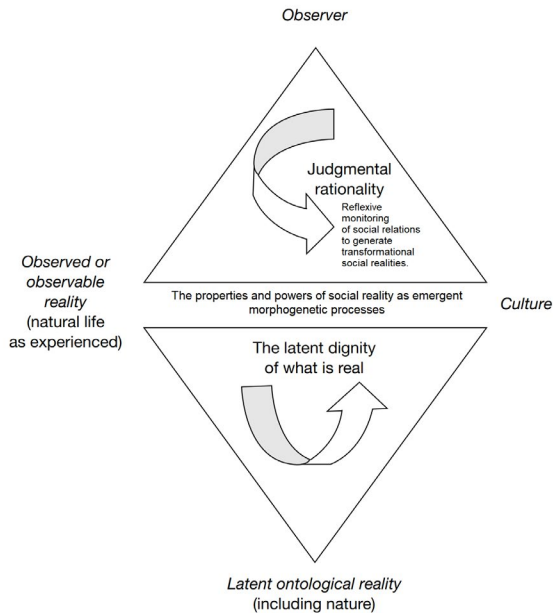 Observer
Judgmental
rationality
Reflexive
monitoring
of social relations
to generate
transformational
social realities.
Observed or
observable
reality
(natural life
as experienced)
The properties and powers of social reality as emergent
morphogenetic processes
Culture
The latent dignity
of what is real
Latent ontological reality
(including nature)